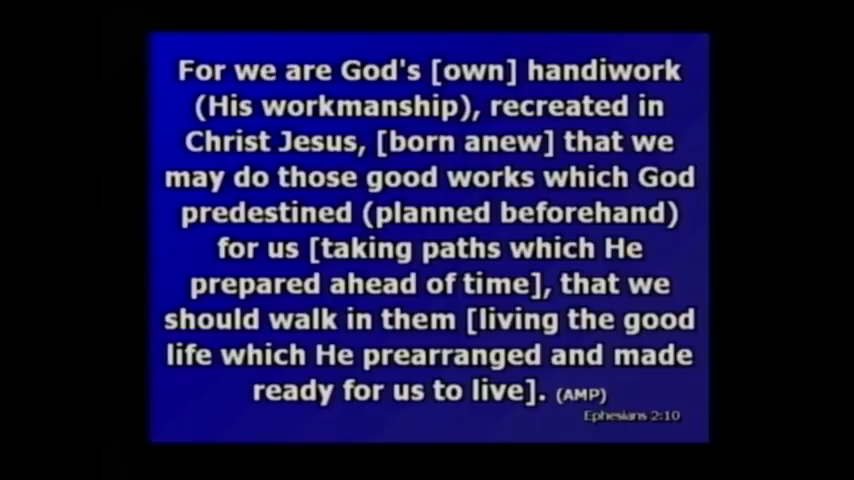 For we are God's [own] handiwork
(His workmanship), recreated in
Christ Jesus, [born anew] that we
may do those good works which God
predestined (planned beforehand)
for us [taking paths which He
prepared ahead of time], that we
should walk in them [living the good
life which He prearranged and made
ready for us to live]. (AMP)
Ephesians 2:10